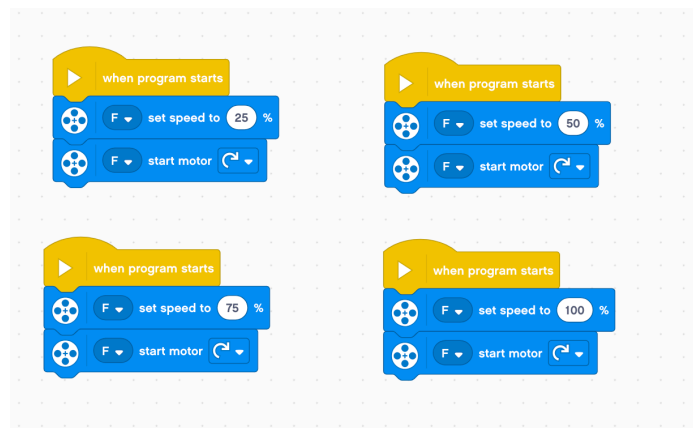 when program starts
F set speed to 25 %
F start motor
when program starts
F set speed to 50 %
F start motor
when program starts
F set speed to 75 %
F start motor
when program starts
F set speed to 100 %
F start motor